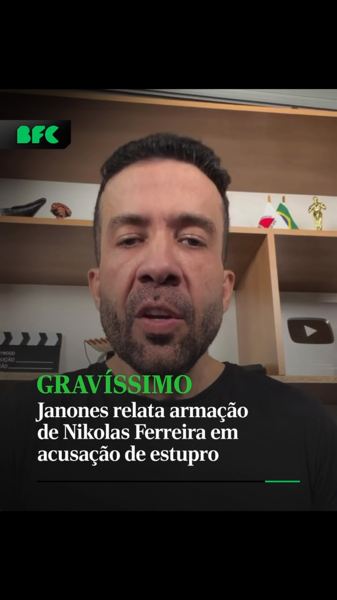 BFC
GRAVÍSSIMO
Janones relata armação
de Nikolas Ferreira em
acusação de estupro